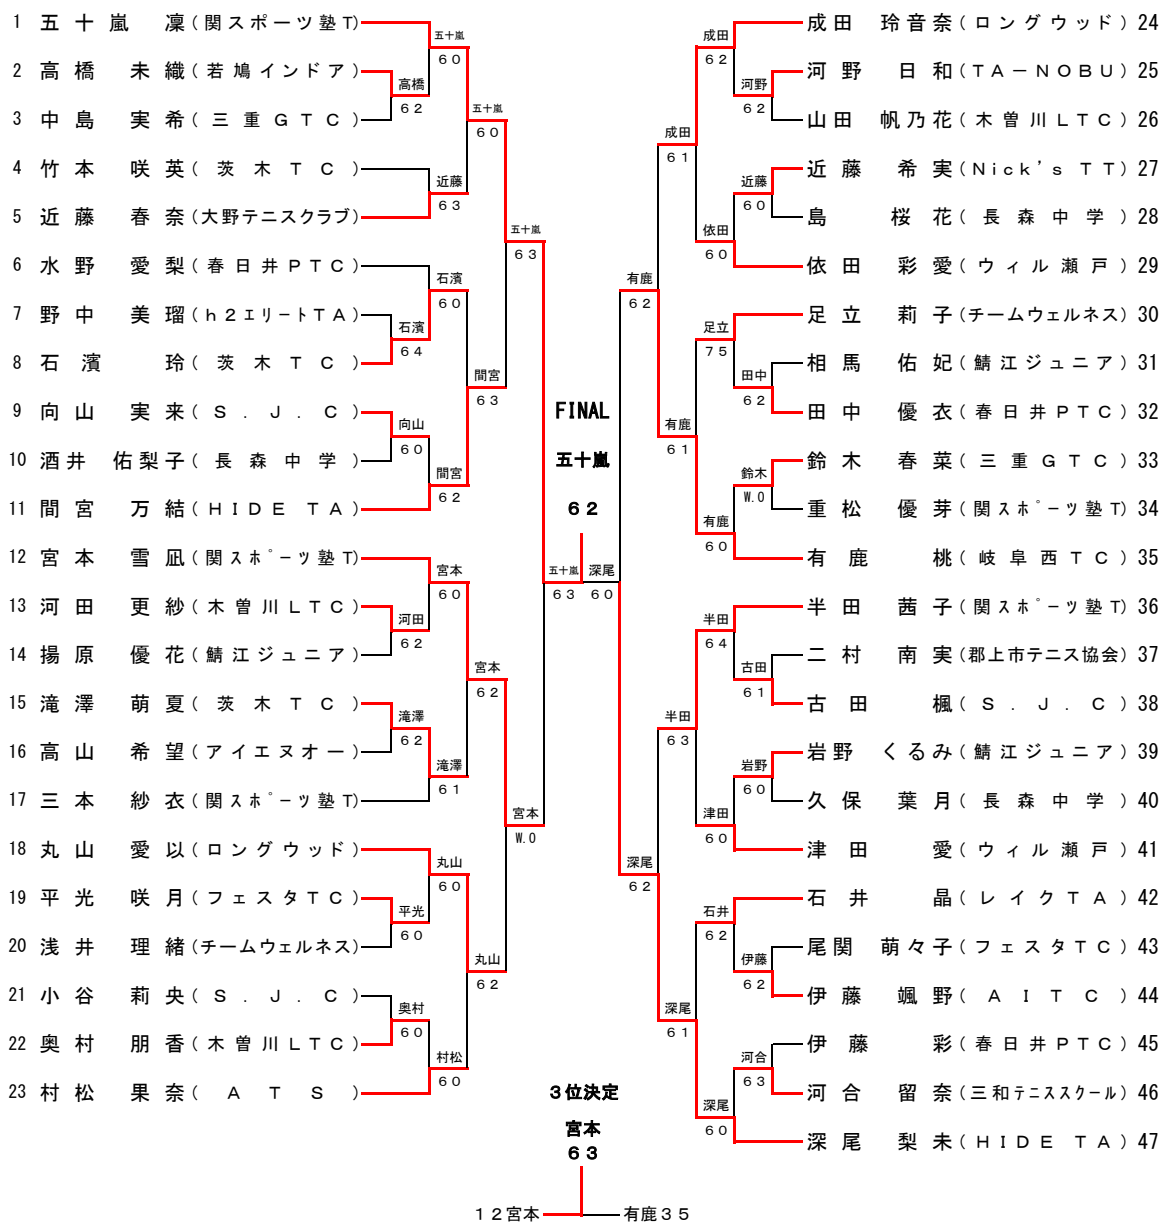 1 五十嵐 凜(関スポーツ塾T)
2 高橋 未織(若鳩インドア)
3 中島 実希(三重GTC)
4 竹本 咲英(茨木TC)
5 近藤 春奈(大野テニスクラブ)
6 水野 愛梨(春日井PTC)
7 野中 美瑠(h2エリートTA)
8 石濱 玲(茨木TC)
9 向山 実来(S.J.C)
10 酒井 佑梨子(長森中学)
11 間宮 万結(HIDE TA)
12 宮本 雪凪(関スポーツ塾T)
13 河田 更紗(木曽川LTC)
14 揚原 優花(鯖江ジュニア)
15 滝澤 萌夏(茨木TC)
16 高山 希望(アイエヌオー)
17 三本 紗衣(関スポーツ塾T)
18 丸山 愛以(ロングウッド)
19 平光 咲月(フェスタTC)
20 浅井 理緒(チームウェルネス)
21 小谷 莉央(S.J.C)
22 奥村 朋香(木曽川LTC)
23 村松 果奈(ATS)
高橋
62
石濱
64
向山
60
河田
62
滝澤
62
平光
60
奥村
60
五十嵐
60
近藤
63
石濱
60
間宮
62
宮本
60
滝澤
61
丸山
60
村松
60
五十嵐
60
間宮
63
宮本
62
丸山
62
五十嵐
63
宮本
W.0
五十嵐
63
FINAL
五十嵐
62
深尾
60
有鹿
62
深尾
62
成田
61
有鹿
61
半田
63
深尾
61
成田
62
依田
60
足立
75
有鹿
60
半田
64
津田
60
石井
62
深尾
60
河野
62
近藤
60
田中
62
鈴木
W.0
古田
61
岩野
60
伊藤
62
河合
63
成田 玲音奈(ロングウッド) 24
河野 日和(TA-NOBU) 25
山田 帆乃花(木曽川LTC) 26
近藤 希実(Nick's TT) 27
島 桜花(長森中学) 28
依田 彩愛(ウィル瀬戸) 29
足立 莉子(チームウェルネス) 30
相馬 佑妃(鯖江ジュニア) 31
田中 優衣(春日井PTC) 32
鈴木 春菜(三重GTC) 33
重松 優芽(関スポーツ塾T) 34
有鹿 桃(岐阜西TC) 35
半田 茜子(関スポーツ塾T) 36
二村 南実(郡上市テニス協会) 37
古田 楓(S.J.C) 38
岩野 くるみ(鯖江ジュニア) 39
久保 葉月(長森中学) 40
津田 愛(ウィル瀬戸) 41
石井 晶(レイクTA) 42
尾関 萌々子(フェスタTC) 43
伊藤 颯野(AITC) 44
伊藤 彩(春日井PTC) 45
河合 留奈(三和テニススクール) 46
深尾 梨未(HIDE TA) 47
3位決定
宮本
63
12宮本
有鹿35